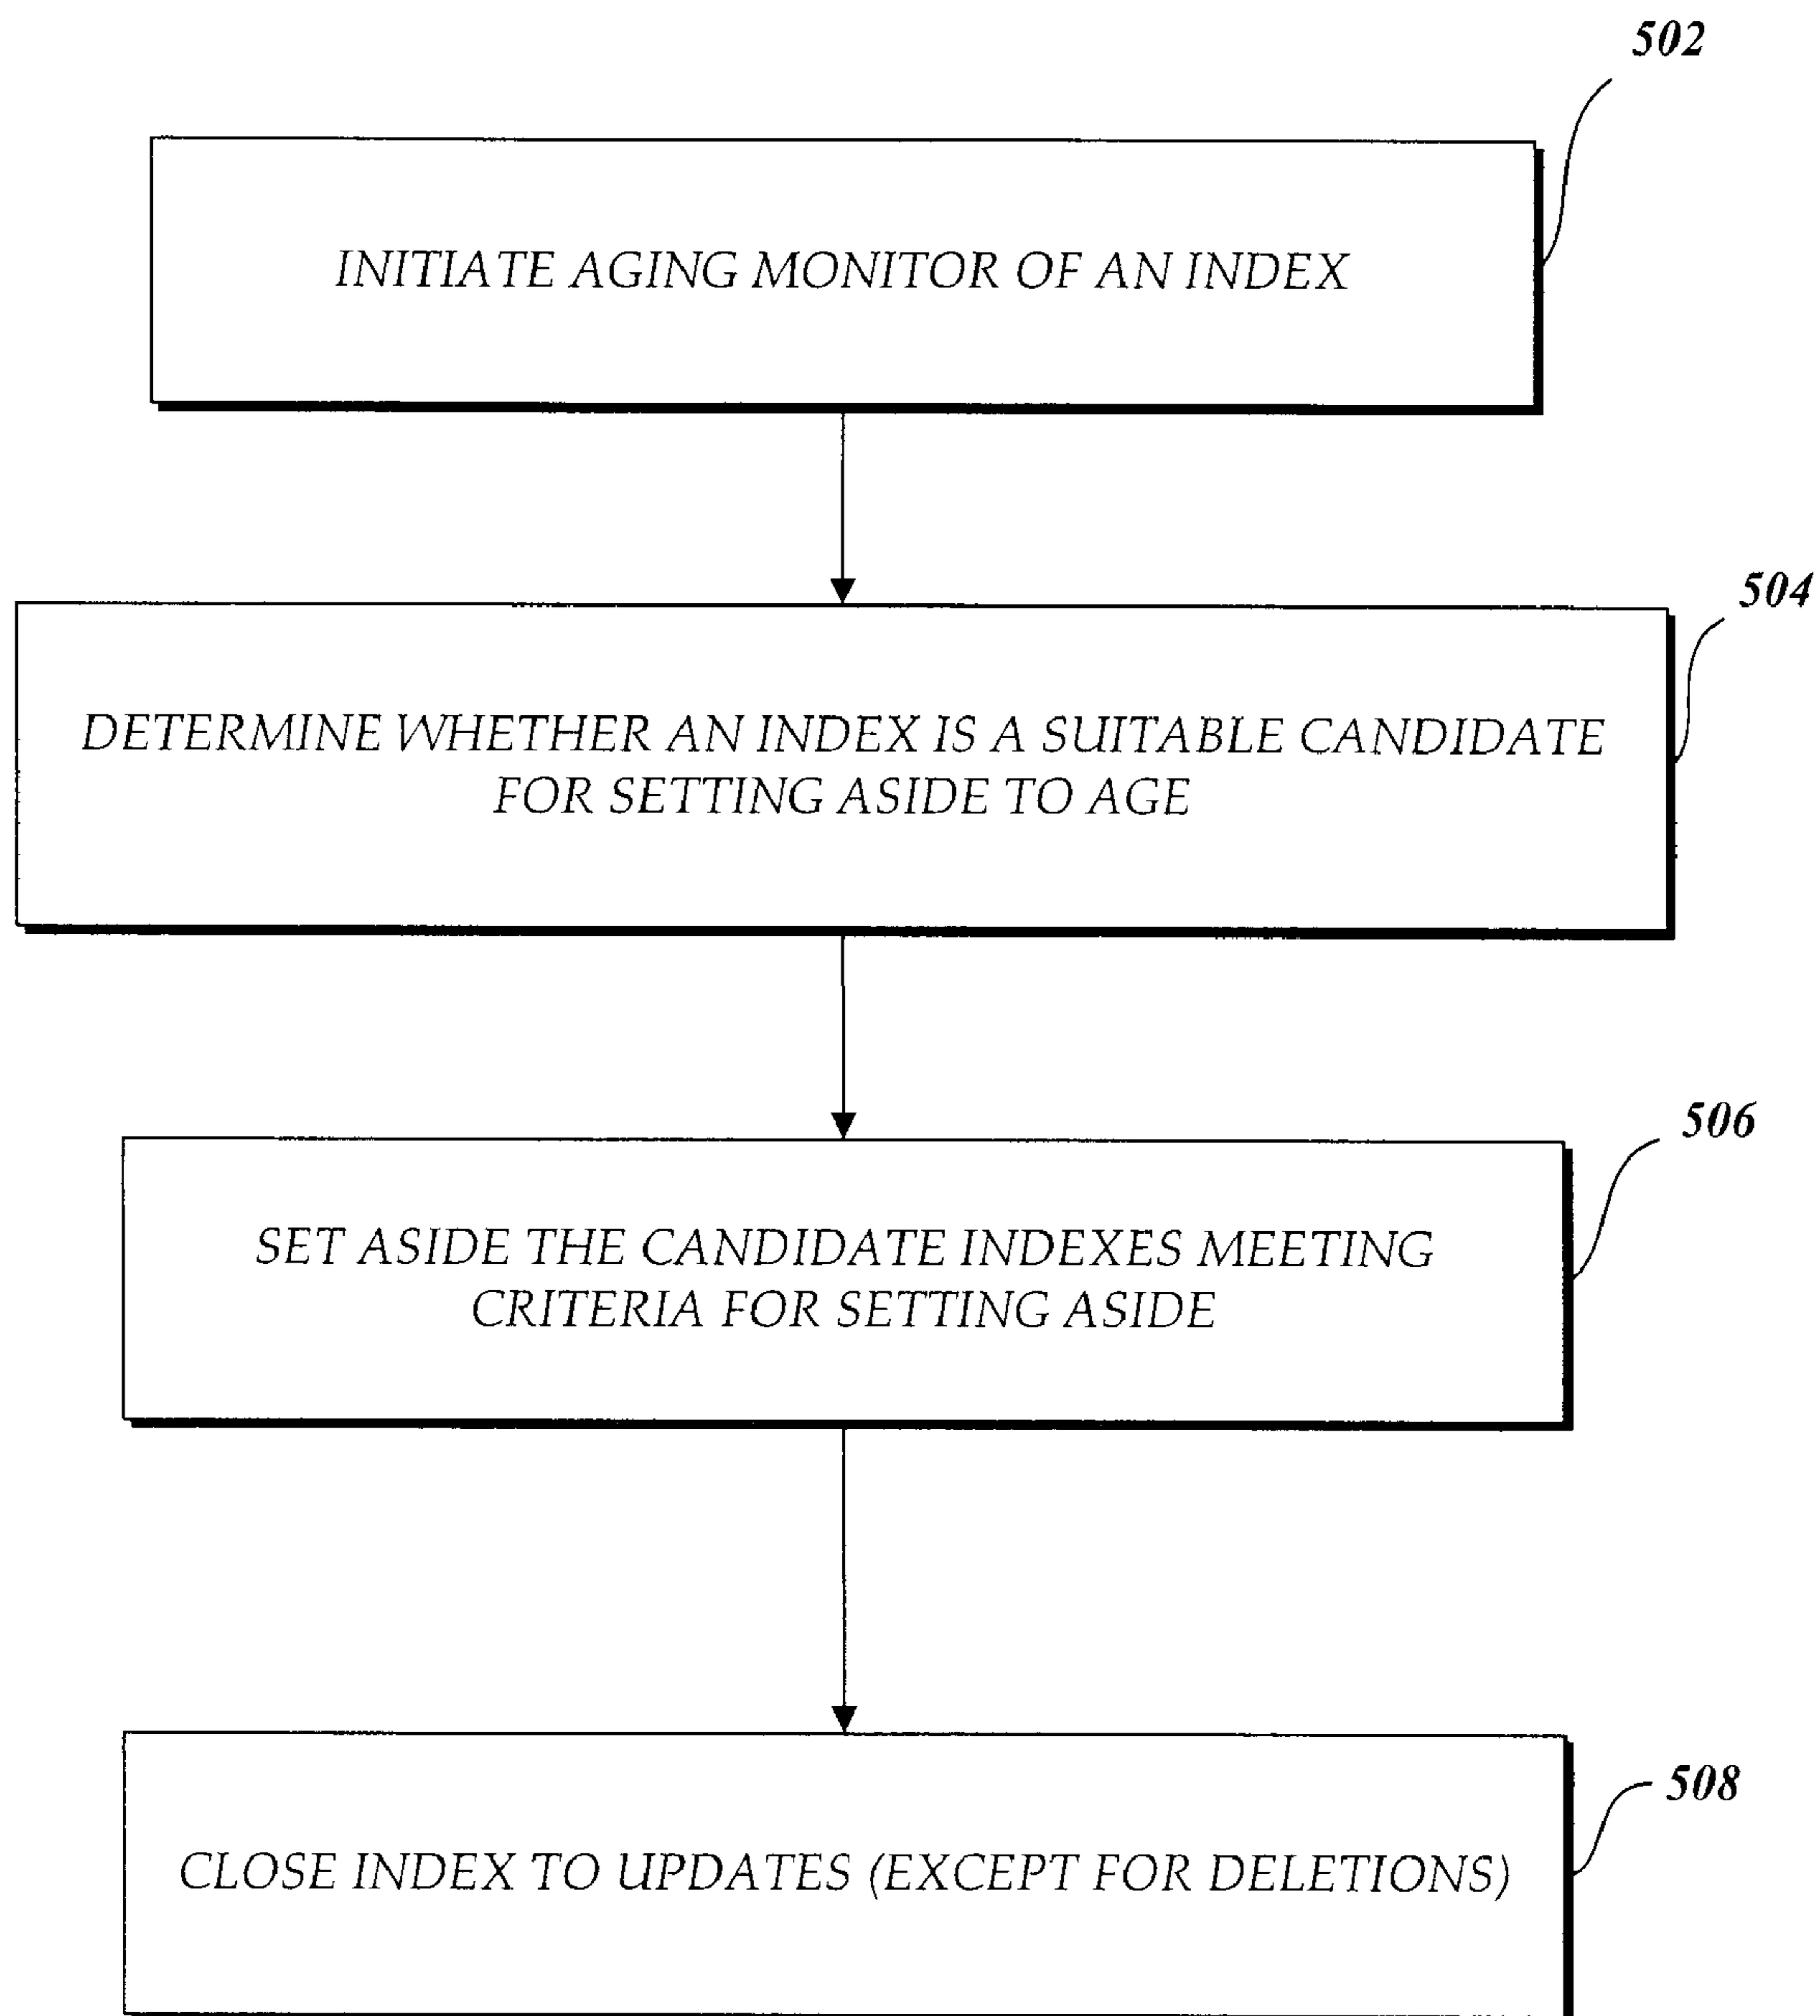 502
INITIATE AGING MONITOR OF AN INDEX
504
DETERMINE WHETHER AN INDEX IS A SUITABLE CANDIDATE
FOR SETTING ASIDE TO AGE
506
SET ASIDE THE CANDIDATE INDEXES MEETING
CRITERIA FOR SETTING ASIDE
508
CLOSE INDEX TO UPDATES (EXCEPT FOR DELETIONS)